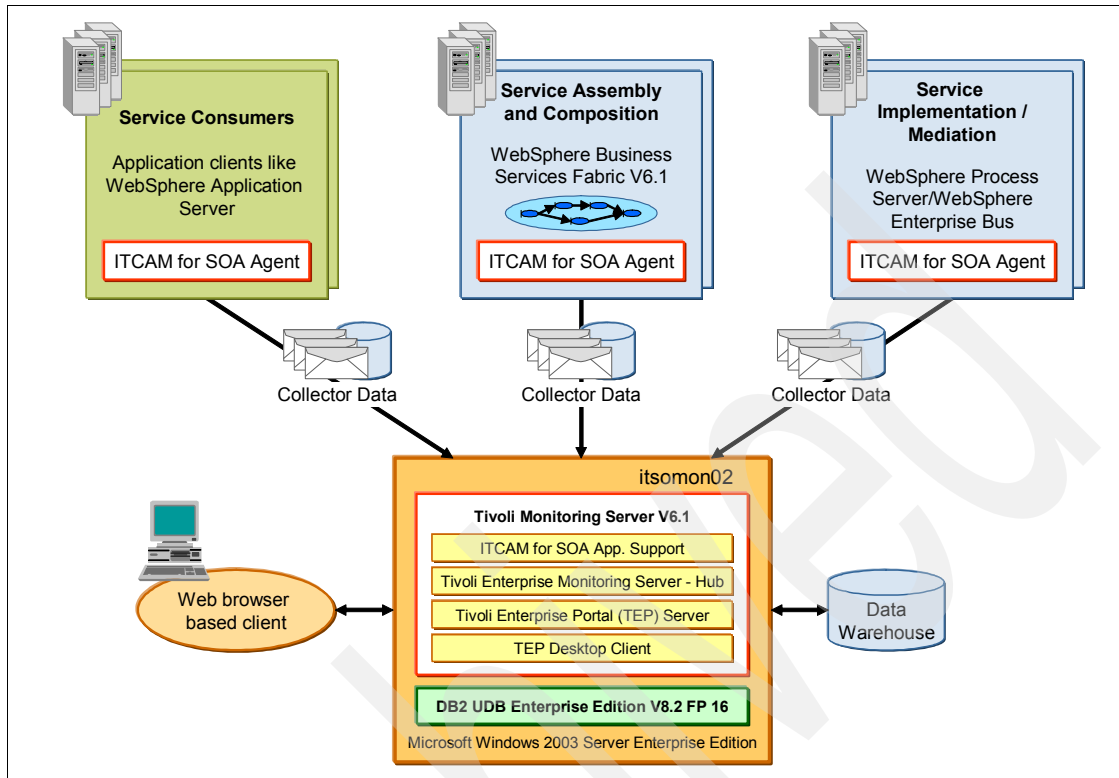 Service Consumers
Application clients like
WebSphere Application
Server
ITCAM for SOA Agent
Service Assembly
and Composition
WebSphere Business
Services Fabric V6.1
ITCAM for SOA Agent
Service
Implementation /
Mediation
WebSphere Process
Server/WebSphere
Enterprise Bus
ITCAM for SOA Agent
Collector Data
Collector Data
Collector Data
itsomon02
Tivoli Monitoring Server V6.1
ITCAM for SOA App. Support
Tivoli Enterprise Monitoring Server - Hub
Tivoli Enterprise Portal (TEP) Server
TEP Desktop Client
DB2 UDB Enterprise Edition V8.2 FP 16
Microsoft Windows 2003 Server Enterprise Edition
Web browser
based client
Data
Warehouse